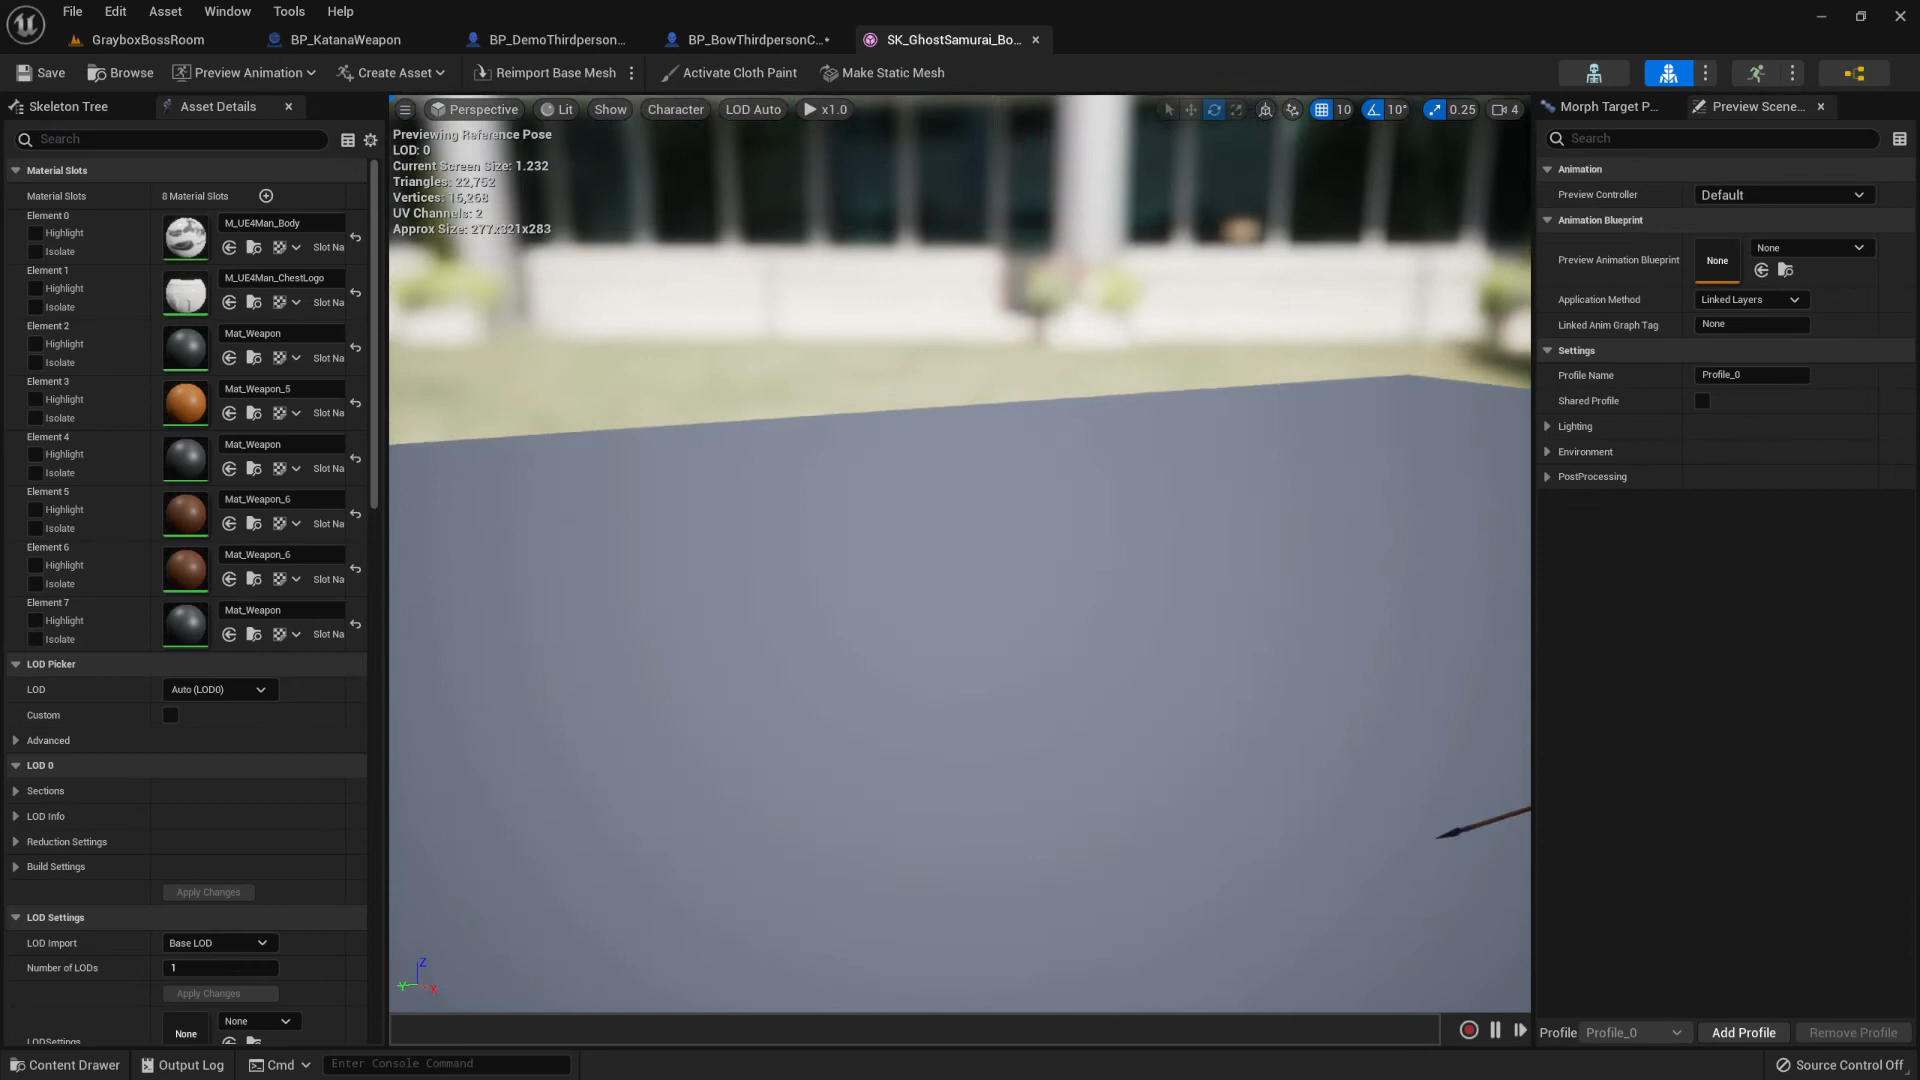 File Edit Asset Window Tools Help
GrayboxBossRoom BP_KatanaWeapon BP_DemoThirdperson... BP_BowThirdpersonC...• SK_GhostSamurai_Bo...
Save Browse Preview Animation Create Asset Reimport Base Mesh Activate Cloth Paint Make Static Mesh
Skeleton Tree Asset Details
Search
Material Slots
Material Slots 8 Material Slots
Element 0
Highlight
Isolate
M_UE4Man_Body
Slot Na
Element 1
Highlight
Isolate
M_UE4Man_ChestLogo
Slot Na
Element 2
Highlight
Isolate
Mat_Weapon
Slot Na
Element 3
Highlight
Isolate
Mat_Weapon_5
Slot Na
Element 4
Highlight
Isolate
Mat_Weapon
Slot Na
Element 5
Highlight
Isolate
Mat_Weapon_6
Slot Na
Element 6
Highlight
Isolate
Mat_Weapon_6
Slot Na
Element 7
Highlight
Isolate
Mat_Weapon
Slot Na
LOD Picker
LOD Auto (LOD0)
Custom
Advanced
LOD 0
Sections
LOD Info
Reduction Settings
Build Settings
Apply Changes
LOD Settings
LOD Import Base LOD
Number of LODs 1
Apply Changes
None
None
LODSettings
Perspective Lit Show Character LOD Auto x1.0 10 10° 0.25 4
Previewing Reference Pose
LOD: 0
Current Screen Size: 1.232
Triangles: 22,752
Vertices: 15,268
UV Channels: 2
Approx Size: 277x321x283
Z
Y X
Morph Target P... Preview Scene...
Search
Animation
Preview Controller Default
Animation Blueprint
Preview Animation Blueprint None None
Application Method Linked Layers
Linked Anim Graph Tag None
Settings
Profile Name Profile_0
Shared Profile
Lighting
Environment
PostProcessing
Profile Profile_0 Add Profile Remove Profile
Content Drawer Output Log Cmd Enter Console Command Source Control Off